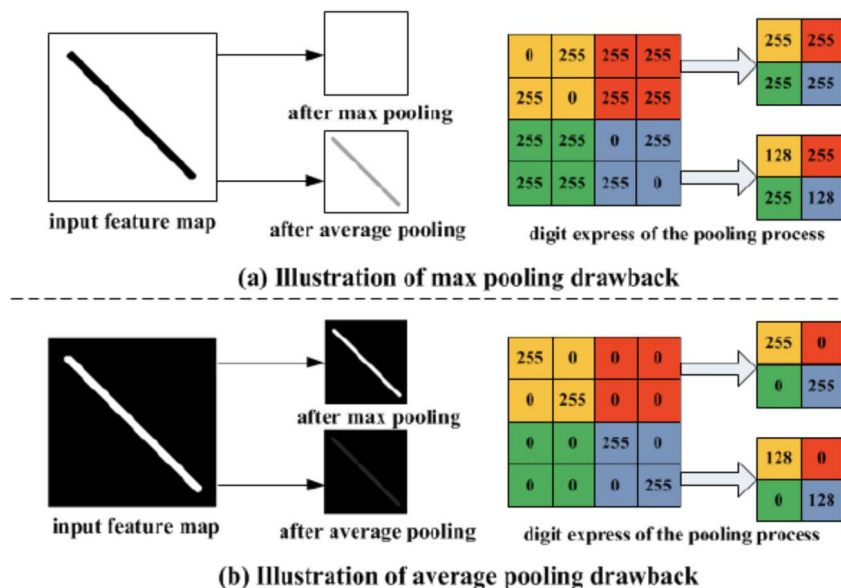 after max pooling
input feature map
after average pooling
0 255 255 255
255 0 255 255
255 255 0 255
255 255 255 0
255 255
255 255
128 255
255 128
digit express of the pooling process
(a) Illustration of max pooling drawback
after max pooling
input feature map
after average pooling
255 0 0 0
0 255 0 0
0 0 255 0
0 0 0 255
255 0
0 255
128 0
0 128
digit express of the pooling process
(b) Illustration of average pooling drawback